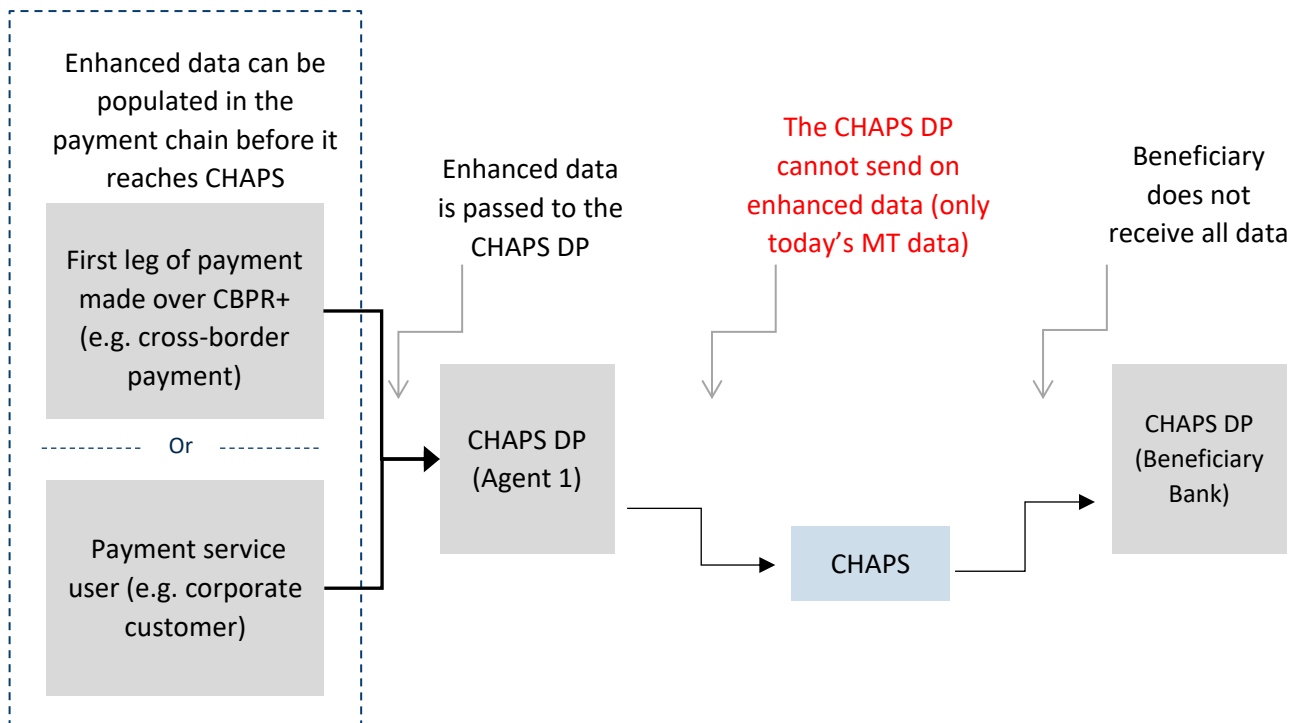 Enhanced data can be
populated in the
payment chain before it
reaches CHAPS
First leg of payment
made over CBPR+
(e.g. cross-border
payment)
Or
Payment service
user (e.g. corporate
customer)
Enhanced data
is passed to the
CHAPS DP
CHAPS DP
(Agent 1)
The CHAPS DP
cannot send on
enhanced data (only
today’s MT data)
CHAPS
Beneficiary
does not
receive all data
CHAPS DP
(Beneficiary
Bank)